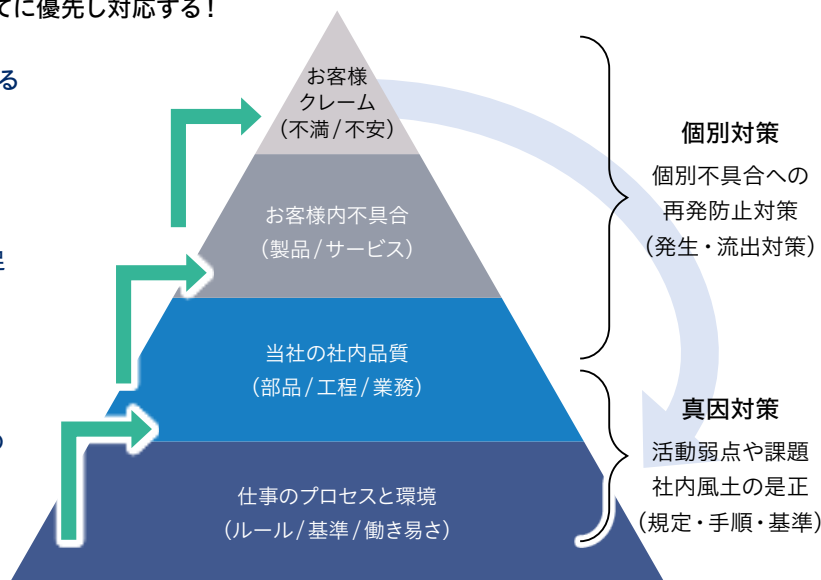 てに優先し対応する！
る
足
の
お客様
クレーム
（不満/不安）
お客様内不具合
（製品/サービス）
当社の社内品質
（部品/工程/業務）
仕事のプロセスと環境
（ルール/基準/働き易さ）
個別対策
個別不具合への
再発防止対策
（発生・流出対策）
真因対策
活動弱点や課題
社内風土の是正
（規定・手順・基準）